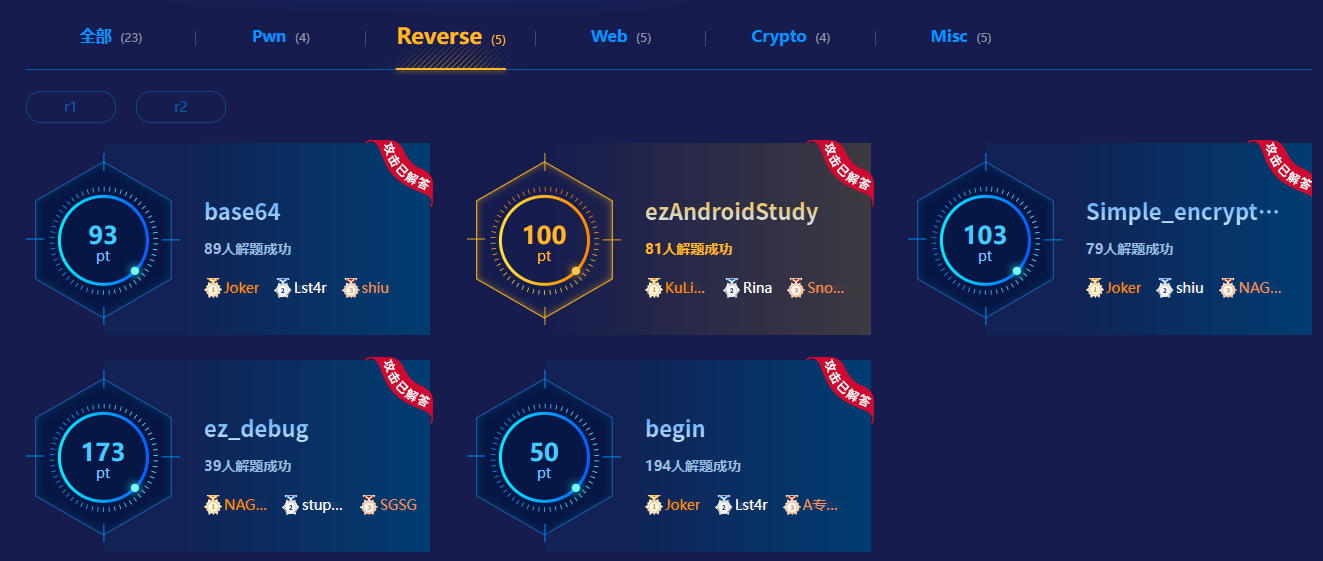 全部 (23) Pwn (4) Reverse (5) Web (5) Crypto (4) Misc (5)
r1 r2
攻击已解答
93 pt
base64
89人解题成功
1 Joker 2 Lst4r 3 shiu
攻击已解答
100 pt
ezAndroidStudy
81人解题成功
1 KuLi... 2 Rina 3 Sno...
攻击已解答
103 pt
Simple_encrypt...
79人解题成功
1 Joker 2 shiu 3 NAG...
攻击已解答
173 pt
ez_debug
39人解题成功
1 NAG... 2 stup... 3 SGSG
攻击已解答
50 pt
begin
194人解题成功
1 Joker 2 Lst4r 3 A专...